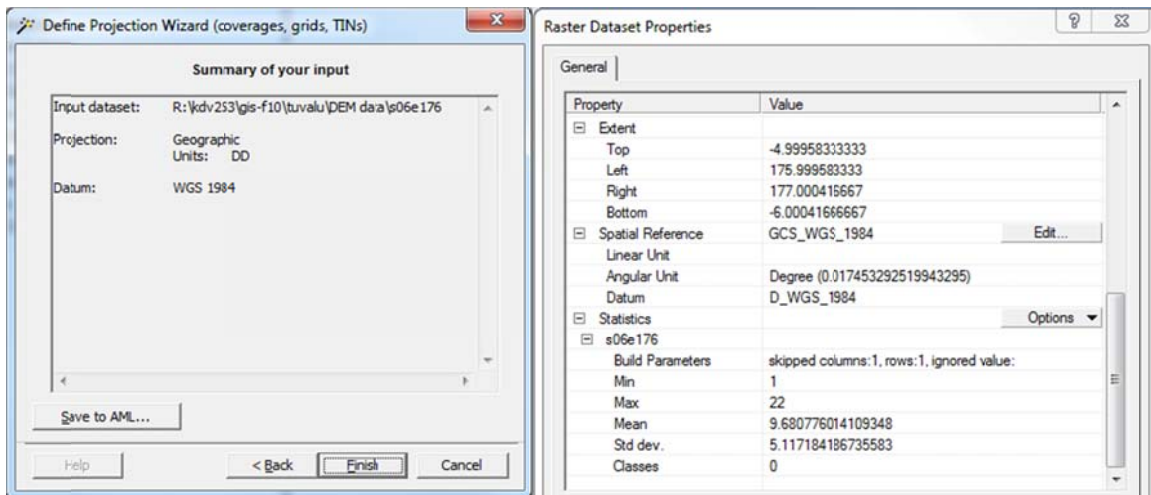 Define Projection Wizard (coverages, grids, TINs)
Summary of your input
Input dataset: R:\kdv253\gis-f10\tuvalu\DEM data\s06e176
Projection: Geographic
Units: DD
Datum: WGS 1984
Save to AML...
Help < Back Finish Cancel
Raster Dataset Properties
General
Property Value
Extent
Top -4.99958333333
Left 175.999583333
Right 177.000416667
Bottom -6.00041666667
Spatial Reference GCS_WGS_1984 Edit...
Linear Unit
Angular Unit Degree (0.017453292519943295)
Datum D_WGS_1984
Statistics Options
s06e176
Build Parameters skipped columns:1, rows:1, ignored value:
Min 1
Max 22
Mean 9.680776014109348
Std dev. 5.117184186735583
Classes 0